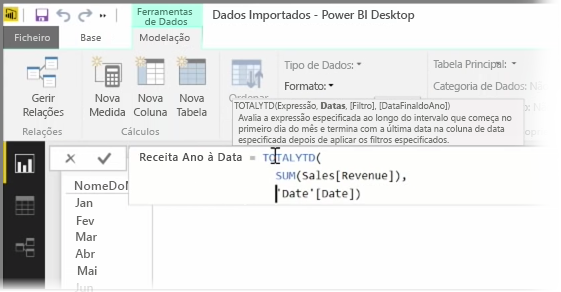 Ferramentas de Dados
Dados Importados - Power BI Desktop
Ficheiro
Base
Modelação
Gerir Relações
Relações
Nova Medida
Nova Coluna
Nova Tabela
Cálculos
Tipo de Dados:
Formato:
Tabela Principal:
Categoria de Dados:
TOTALYTD(Expressão, Datas, [Filtro], [DataFinaldoAno])
Avalia a expressão especificada ao longo do intervalo que começa no
primeiro dia do mês e termina com a última data na coluna de data
especificada depois de aplicar os filtros especificados.
Receita Ano à Data = TOTALYTD(
SUM(Sales[Revenue]),
'Date'[Date])
NomeDoM
Jan
Fev
Mar
Abr
Mai
Jun